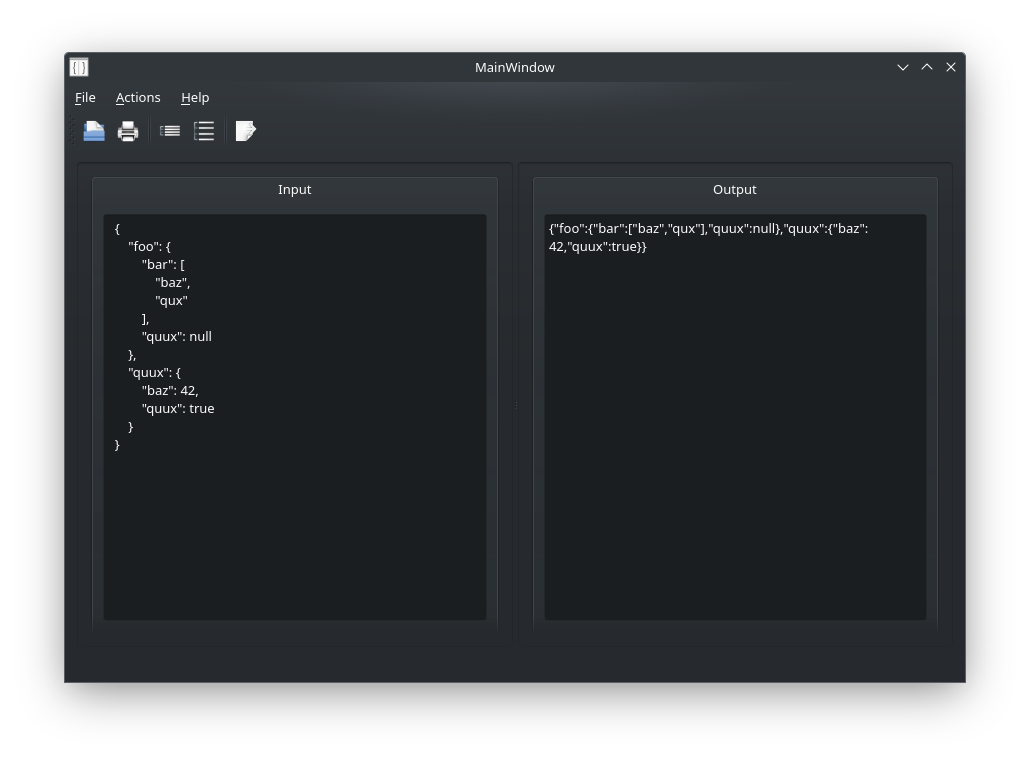 MainWindow
File Actions Help
Input
{
    "foo": {
        "bar": [
            "baz",
            "qux"
        ],
        "quux": null
    },
    "quux": {
        "baz": 42,
        "quux": true
    }
}
Output
{"foo":{"bar":["baz","qux"],"quux":null},"quux":{"baz":
42,"quux":true}}